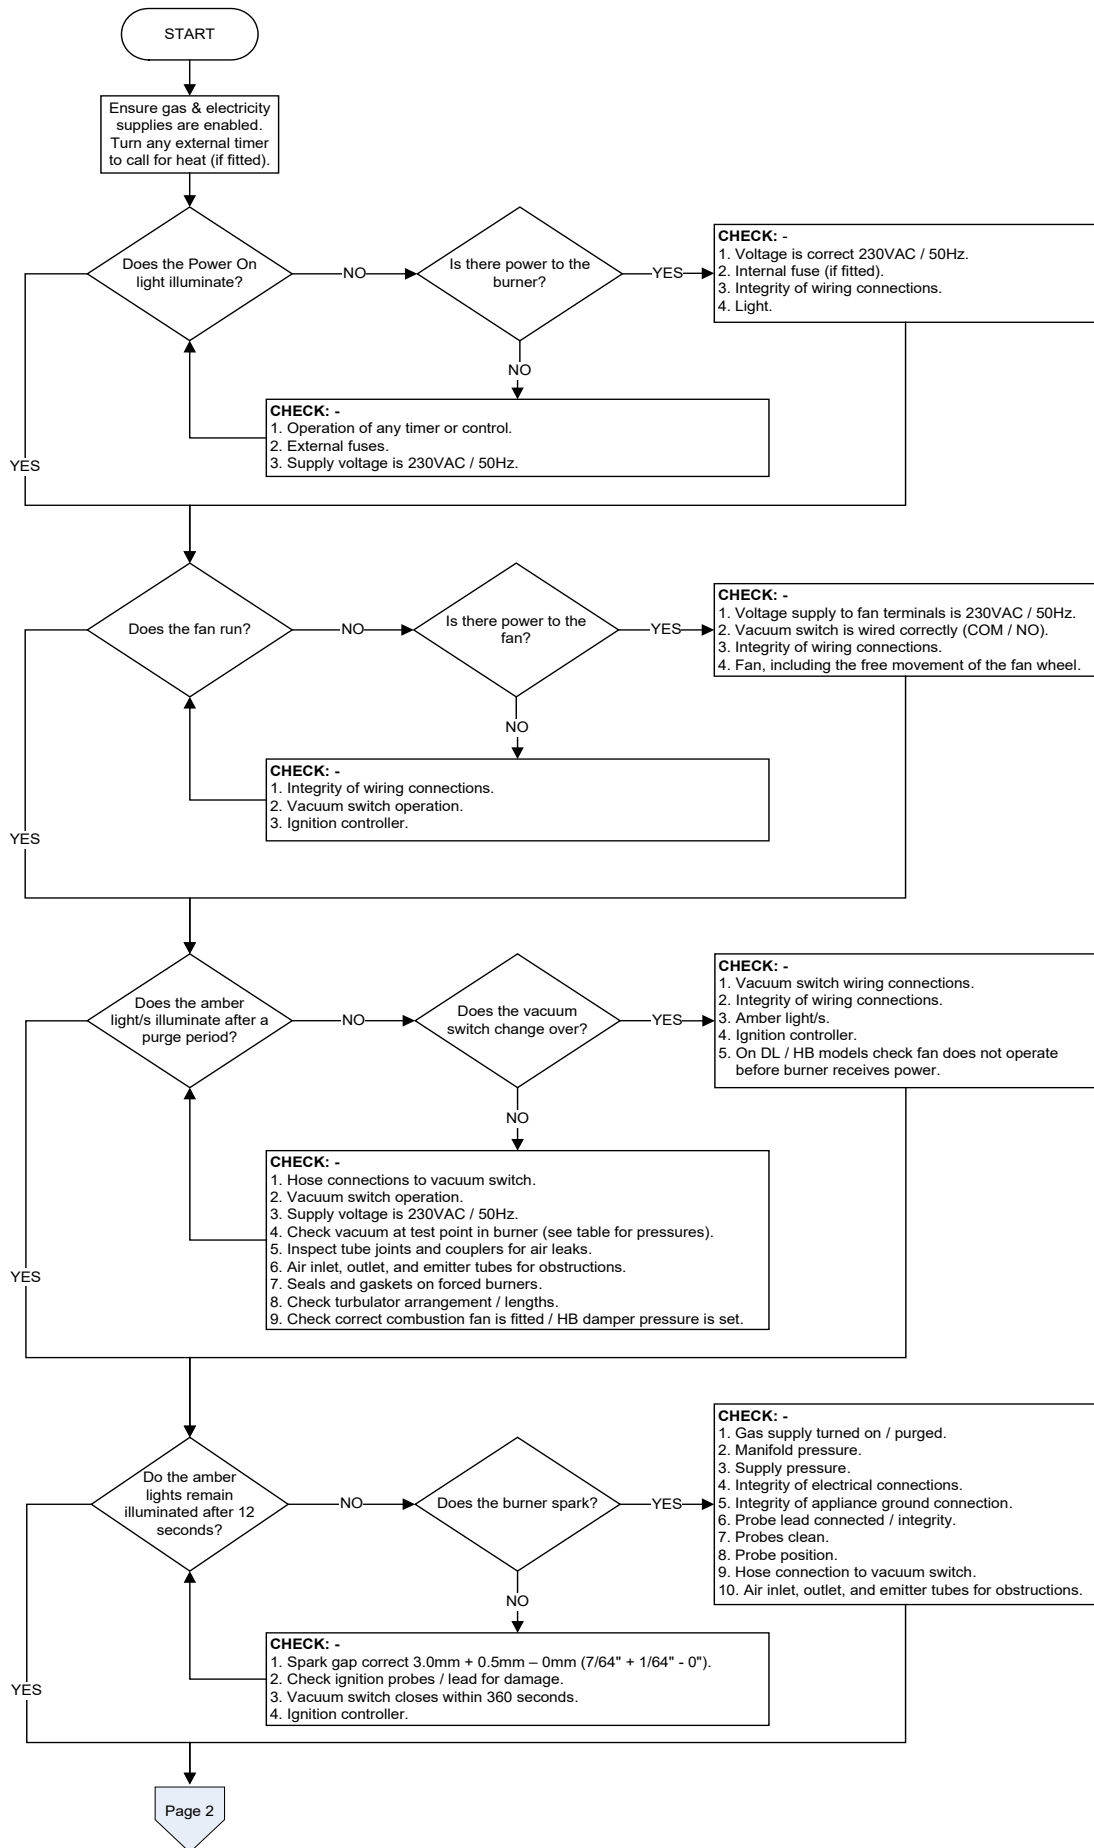 START
Ensure gas & electricity
supplies are enabled.
Turn any external timer
to call for heat (if fitted).
Does the Power On
light illuminate?
NO
Is there power to the
burner?
YES
CHECK: -
1. Voltage is correct 230VAC / 50Hz.
2. Internal fuse (if fitted).
3. Integrity of wiring connections.
4. Light.
NO
CHECK: -
1. Operation of any timer or control.
2. External fuses.
3. Supply voltage is 230VAC / 50Hz.
YES
Does the fan run?
NO
Is there power to the
fan?
YES
CHECK: -
1. Voltage supply to fan terminals is 230VAC / 50Hz.
2. Vacuum switch is wired correctly (COM / NO).
3. Integrity of wiring connections.
4. Fan, including the free movement of the fan wheel.
NO
CHECK: -
1. Integrity of wiring connections.
2. Vacuum switch operation.
3. Ignition controller.
YES
Does the amber
light/s illuminate after a
purge period?
NO
Does the vacuum
switch change over?
YES
CHECK: -
1. Vacuum switch wiring connections.
2. Integrity of wiring connections.
3. Amber light/s.
4. Ignition controller.
5. On DL / HB models check fan does not operate
before burner receives power.
NO
CHECK: -
1. Hose connections to vacuum switch.
2. Vacuum switch operation.
3. Supply voltage is 230VAC / 50Hz.
4. Check vacuum at test point in burner (see table for pressures).
5. Inspect tube joints and couplers for air leaks.
6. Air inlet, outlet, and emitter tubes for obstructions.
7. Seals and gaskets on forced burners.
8. Check turbulator arrangement / lengths.
9. Check correct combustion fan is fitted / HB damper pressure is set.
YES
Do the amber
lights remain
illuminated after 12
seconds?
NO
Does the burner spark?
YES
CHECK: -
1. Gas supply turned on / purged.
2. Manifold pressure.
3. Supply pressure.
4. Integrity of electrical connections.
5. Integrity of appliance ground connection.
6. Probe lead connected / integrity.
7. Probes clean.
8. Probe position.
9. Hose connection to vacuum switch.
10. Air inlet, outlet, and emitter tubes for obstructions.
NO
CHECK: -
1. Spark gap correct 3.0mm + 0.5mm – 0mm (7/64" + 1/64" - 0").
2. Check ignition probes / lead for damage.
3. Vacuum switch closes within 360 seconds.
4. Ignition controller.
YES
Page 2